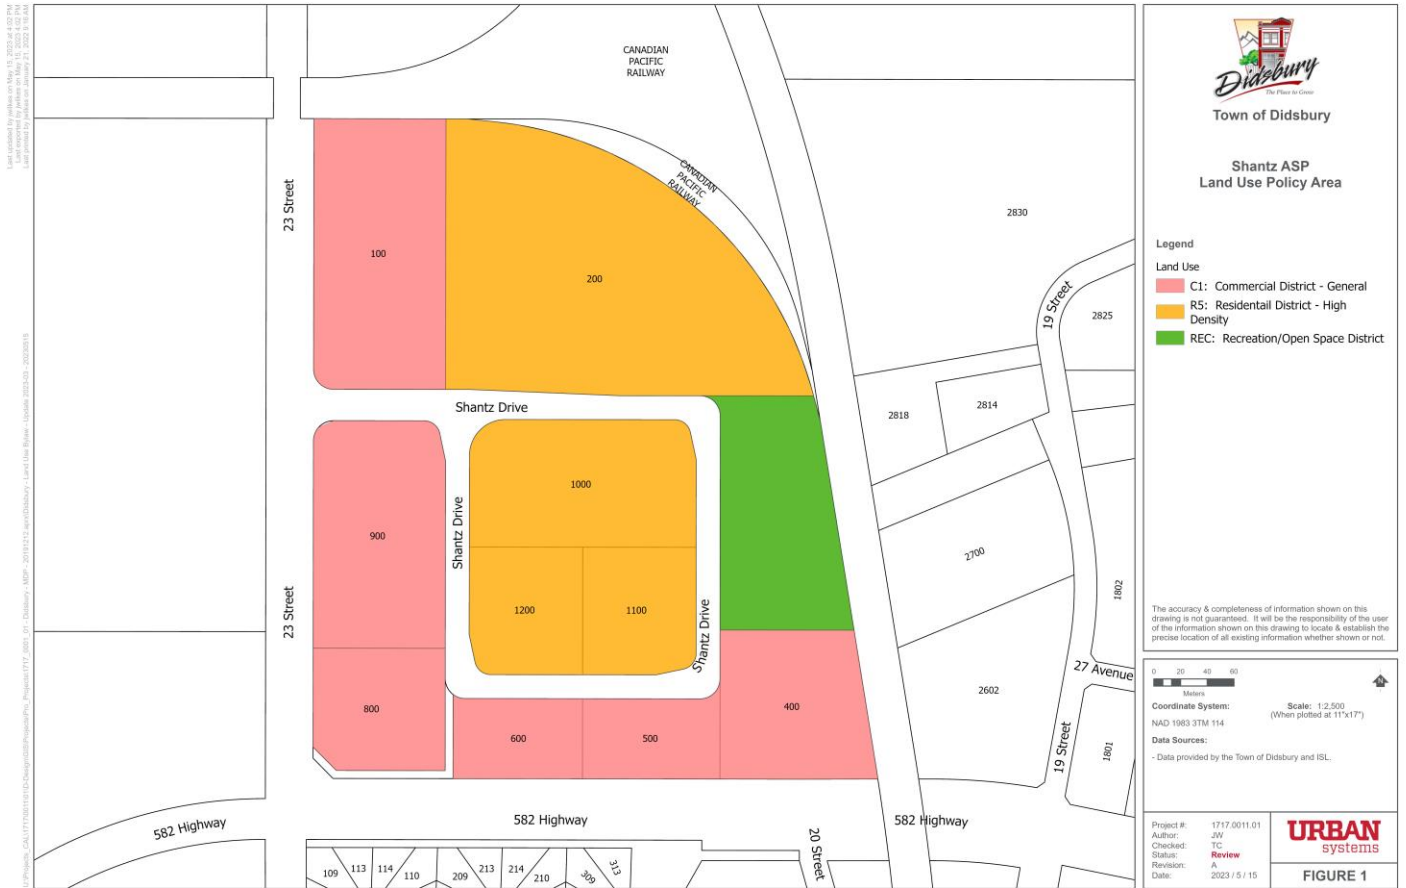 CANADIAN
PACIFIC
RAILWAY
CANADIAN
PACIFIC
RAILWAY
23 Street
100
200
2830
19 Street
2825
2818
2814
Shantz Drive
1000
900
Shantz Drive
1200
1100
Shantz Drive
2700
1802
23 Street
800
600
500
400
2602
27 Avenue
19 Street
1801
582 Highway
582 Highway
582 Highway
20 Street
109
113
114
110
209
213
214
210
309
313
Didsbury
The Place to Grow
Town of Didsbury
Shantz ASP
Land Use Policy Area
Legend
Land Use
C1: Commercial District - General
R5: Residentail District - High
Density
REC: Recreation/Open Space District
The accuracy & completeness of information shown on this
drawing is not guaranteed. It will be the responsibility of the user
of the information shown on this drawing to locate & establish the
precise location of all existing information whether shown or not.
0 20 40 60
Meters
N
Coordinate System:
NAD 1983 3TM 114
Scale: 1:2,500
(When plotted at 11"x17")
Data Sources:
- Data provided by the Town of Didsbury and ISL.
Project #: 1717.0011.01
Author: JW
Checked: TC
Status: Review
Revision: A
Date: 2023 / 5 / 15
URBAN
systems
FIGURE 1